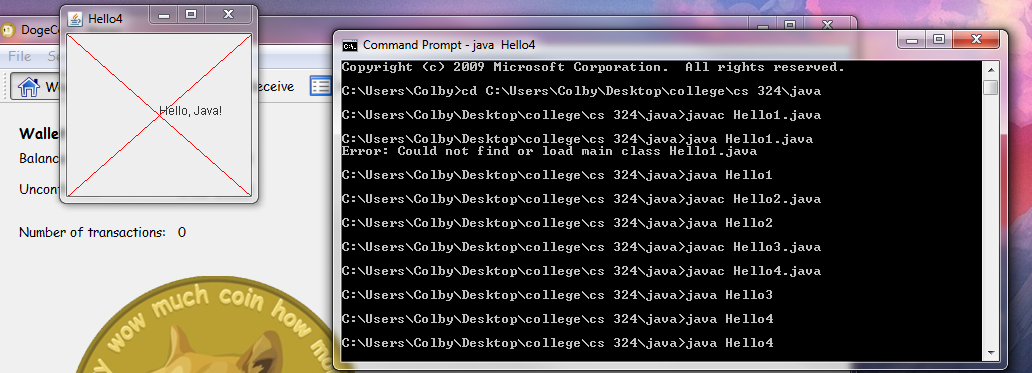 Hello4
Hello, Java!
DogeCo
File
Se
W
eceive
Walle
Balanc
Uncon
Number of transactions: 0
wow much coin how
Command Prompt - java Hello4
Copyright (c) 2009 Microsoft Corporation. All rights reserved.
C:\Users\Colby>cd C:\Users\Colby\Desktop\college\cs 324\java
C:\Users\Colby\Desktop\college\cs 324\java>javac Hello1.java
C:\Users\Colby\Desktop\college\cs 324\java>java Hello1.java
Error: Could not find or load main class Hello1.java
C:\Users\Colby\Desktop\college\cs 324\java>java Hello1
C:\Users\Colby\Desktop\college\cs 324\java>javac Hello2.java
C:\Users\Colby\Desktop\college\cs 324\java>java Hello2
C:\Users\Colby\Desktop\college\cs 324\java>javac Hello3.java
C:\Users\Colby\Desktop\college\cs 324\java>javac Hello4.java
C:\Users\Colby\Desktop\college\cs 324\java>java Hello3
C:\Users\Colby\Desktop\college\cs 324\java>java Hello4
C:\Users\Colby\Desktop\college\cs 324\java>java Hello4